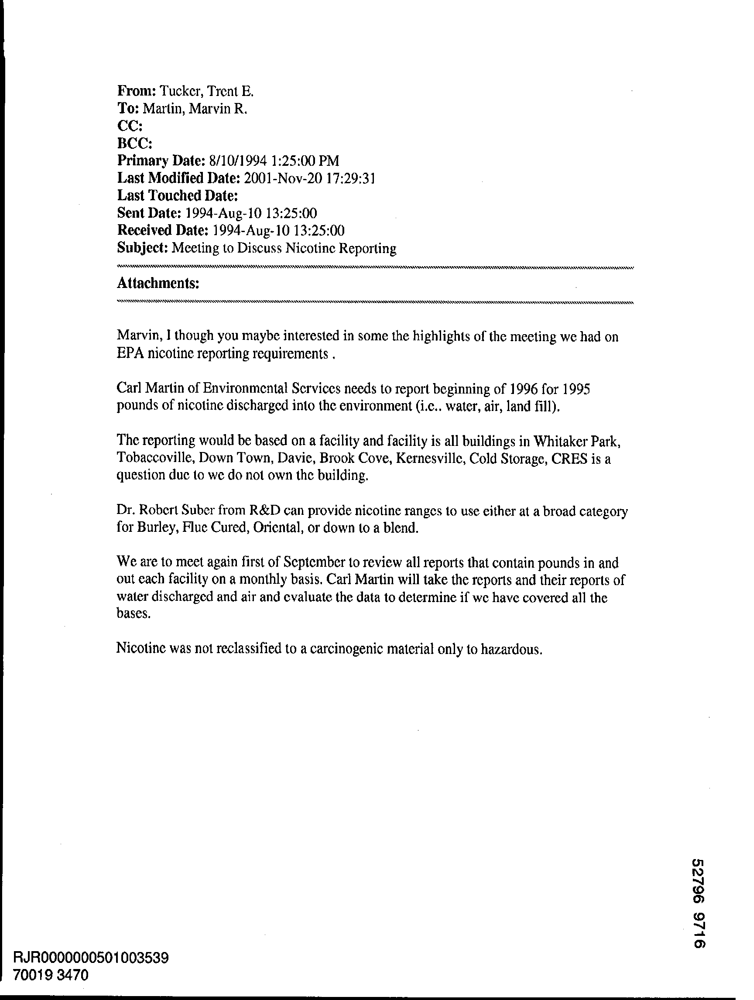 From: Tucker, Trent E.
To: Martin, Marvin R.
CC:
BCC:
Primary Date: 8/10/1994 1:25:00 PM
Last Modified Date: 2001-Nov-20 17:29:31
Last Touched Date:
Sent Date: 1994-Aug-10 13:25:00
Received Date: 1994-Aug-10 13:25:00
Subject: Meeting to Discuss Nicotine Reporting
Attachments:
Marvin, I though you maybe interested in some the highlights of the meeting we had on
EPA nicotine reporting requirements .
Carl Martin of Environmental Services needs to report beginning of 1996 for 1995
pounds of nicotine discharged into the environment (i.e.. water, air, land fill).
The reporting would be based on a facility and facility is all buildings in Whitaker Park,
Tobaccoville, Down Town, Davie, Brook Cove, Kernesville, Cold Storage, CRES is a
question due to we do not own the building.
Dr. Robert Suber from R&D can provide nicotine ranges to use either at a broad category
for Burley, Flue Cured, Oriental, or down to a blend.
We are to meet again first of September to review all reports that contain pounds in and
out each facility on a monthly basis. Carl Martin will take the reports and their reports of
water discharged and air and evaluate the data to determine if we have covered all the
bases.
Nicotine was not reclassified to a carcinogenic material only to hazardous.
52796 9716
RJR0000000501003539
70019 3470